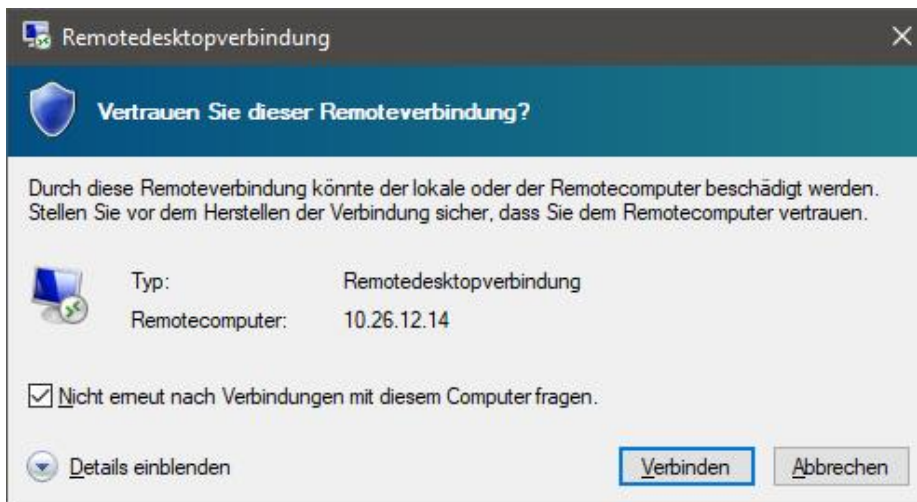 Remotedesktopverbindung
Vertrauen Sie dieser Remoteverbindung?
Durch diese Remoteverbindung könnte der lokale oder der Remotecomputer beschädigt werden.
Stellen Sie vor dem Herstellen der Verbindung sicher, dass Sie dem Remotecomputer vertrauen.
Typ: Remotedesktopverbindung
Remotecomputer: 10.26.12.14
Nicht erneut nach Verbindungen mit diesem Computer fragen.
Details einblenden Verbinden Abbrechen